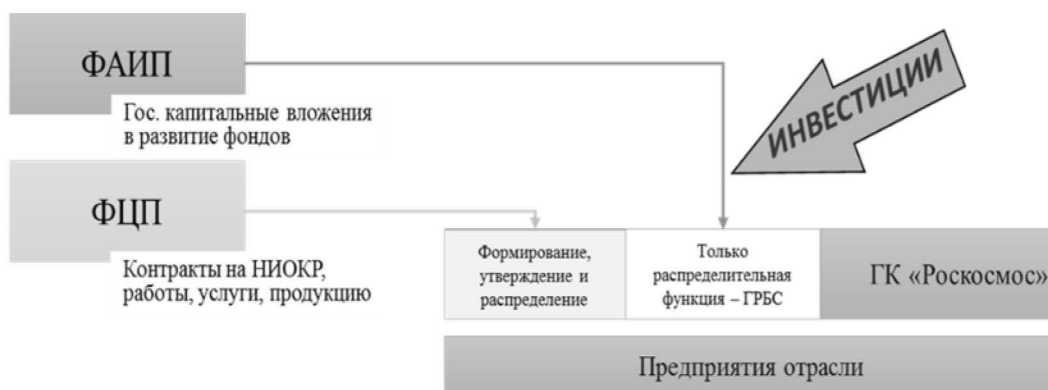 ФАИП
Гос. капитальные вложения
в развитие фондов
ИНВЕСТИЦИИ
ФЦП
Контракты на НИОКР,
работы, услуги, продукцию
Формирование,
утверждение и
распределение
Только
распределительная
функция – ГРБС
ГК «Роскосмос»
Предприятия отрасли